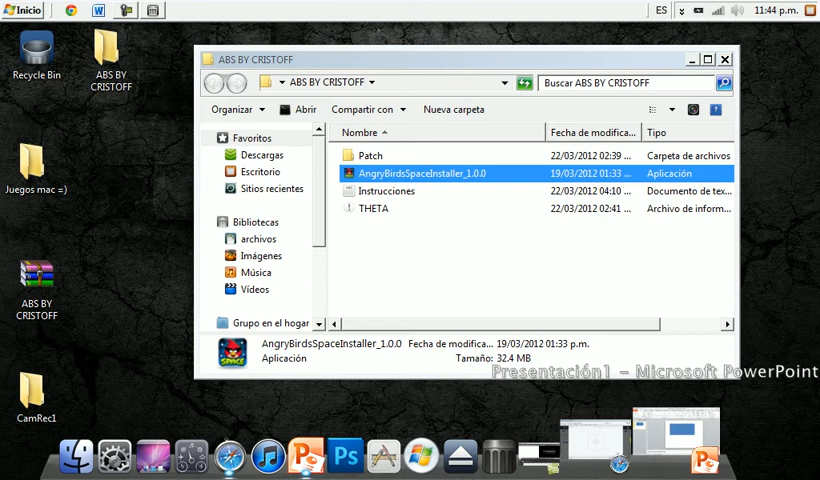 Inicio
ES
11:44 p.m.
Recycle Bin
ABS BY
CRISTOFF
Juegos mac =)
ABS BY
CRISTOFF
CamRec1
ABS BY CRISTOFF
ABS BY CRISTOFF
Buscar ABS BY CRISTOFF
Organizar
Abrir
Compartir con
Nueva carpeta
Favoritos
Descargas
Escritorio
Sitios recientes
Bibliotecas
archivos
Imágenes
Música
Vídeos
Grupo en el hogar
Nombre
Fecha de modifica...
Tipo
Patch
22/03/2012 02:39 ...
Carpeta de archivos
AngryBirdsSpaceInstaller_1.0.0
19/03/2012 01:33 ...
Aplicación
Instrucciones
22/03/2012 04:10 ...
Documento de tex...
THETA
22/03/2012 02:41 ...
Archivo de inform...
SPACE
AngryBirdsSpaceInstaller_1.0.0
Fecha de modifica... 19/03/2012 01:33 p.m.
Aplicación
Tamaño: 32.4 MB
Presentación1 - Microsoft PowerPoint
Ps